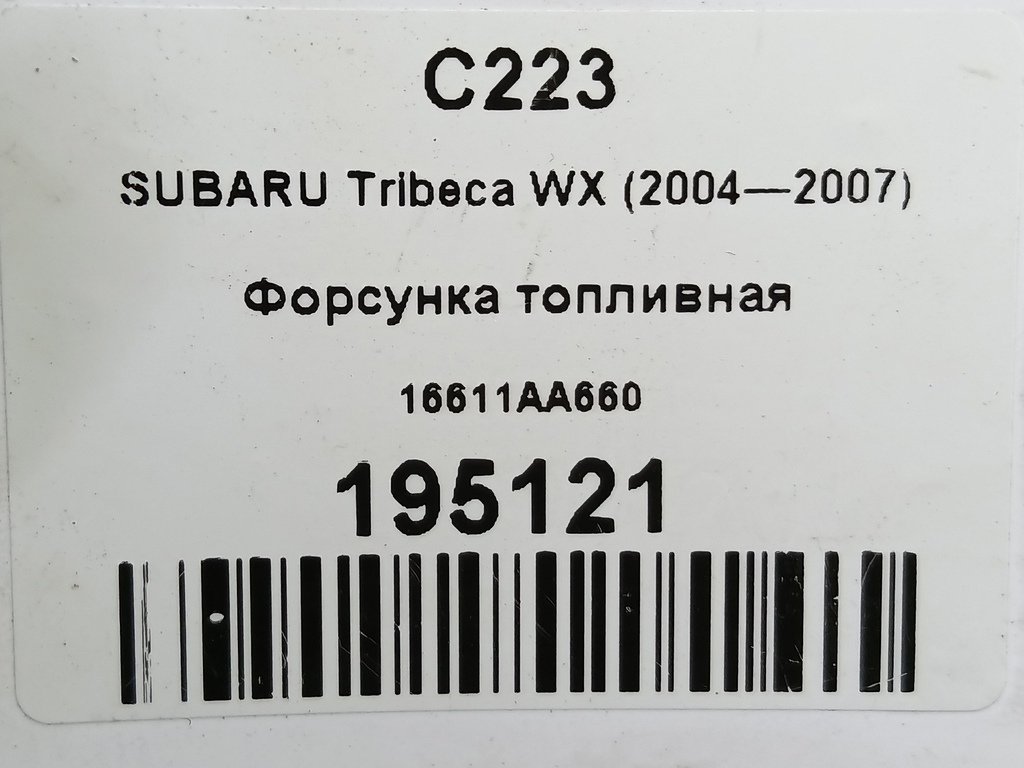 C223
SUBARU Tribeca WX (2004—2007)
Форсунка топливная
16611AA660
195121